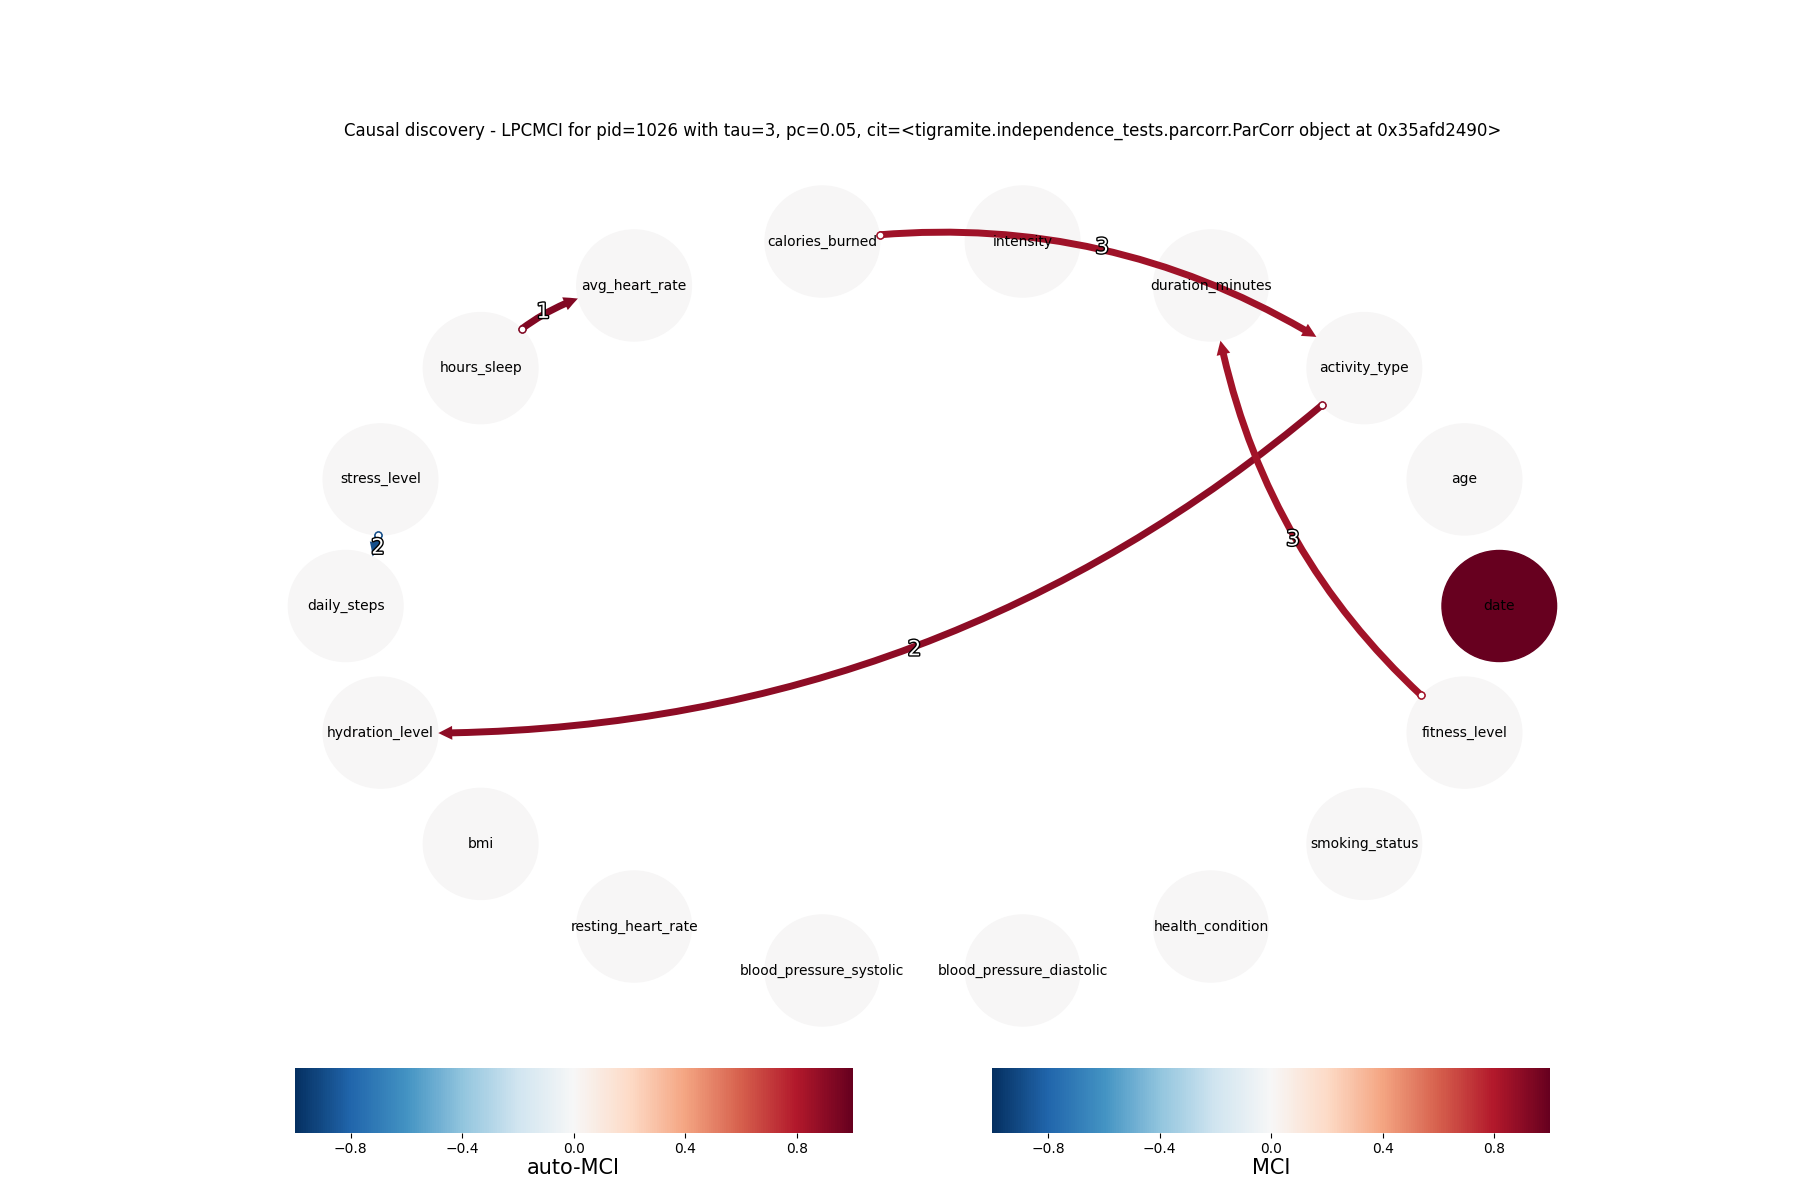 Causal discovery - LPCMCI for pid=1026 with tau=3, pc=0.05, cit=<tigramite.independence_tests.parcorr.ParCorr object at 0x35afd2490>
calories_burned
intensity
3
avg_heart_rate
duration_minutes
1
hours_sleep
activity_type
stress_level
age
3
2
daily_steps
date
2
hydration_level
fitness_level
bmi
smoking_status
resting_heart_rate
health_condition
blood_pressure_systolic
blood_pressure_diastolic
−0.8 −0.4 0.0 0.4 0.8
auto-MCI
−0.8 −0.4 0.0 0.4 0.8
MCI